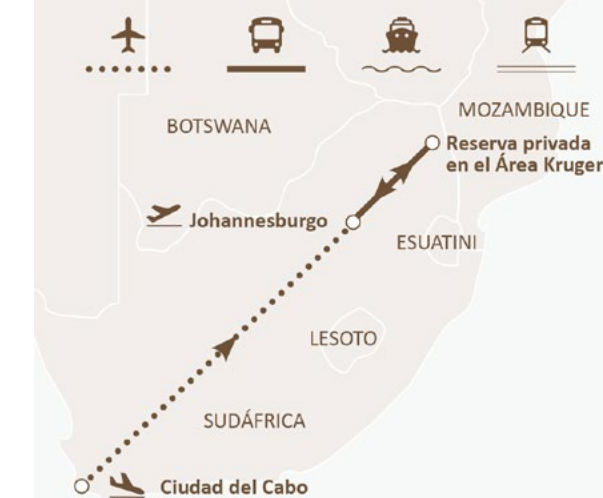 MOZAMBIQUE
BOTSWANA
Reserva privada
en el Área Kruger
Johannesburgo
ESUATINI
LESOTO
SUDÁFRICA
Ciudad del Cabo